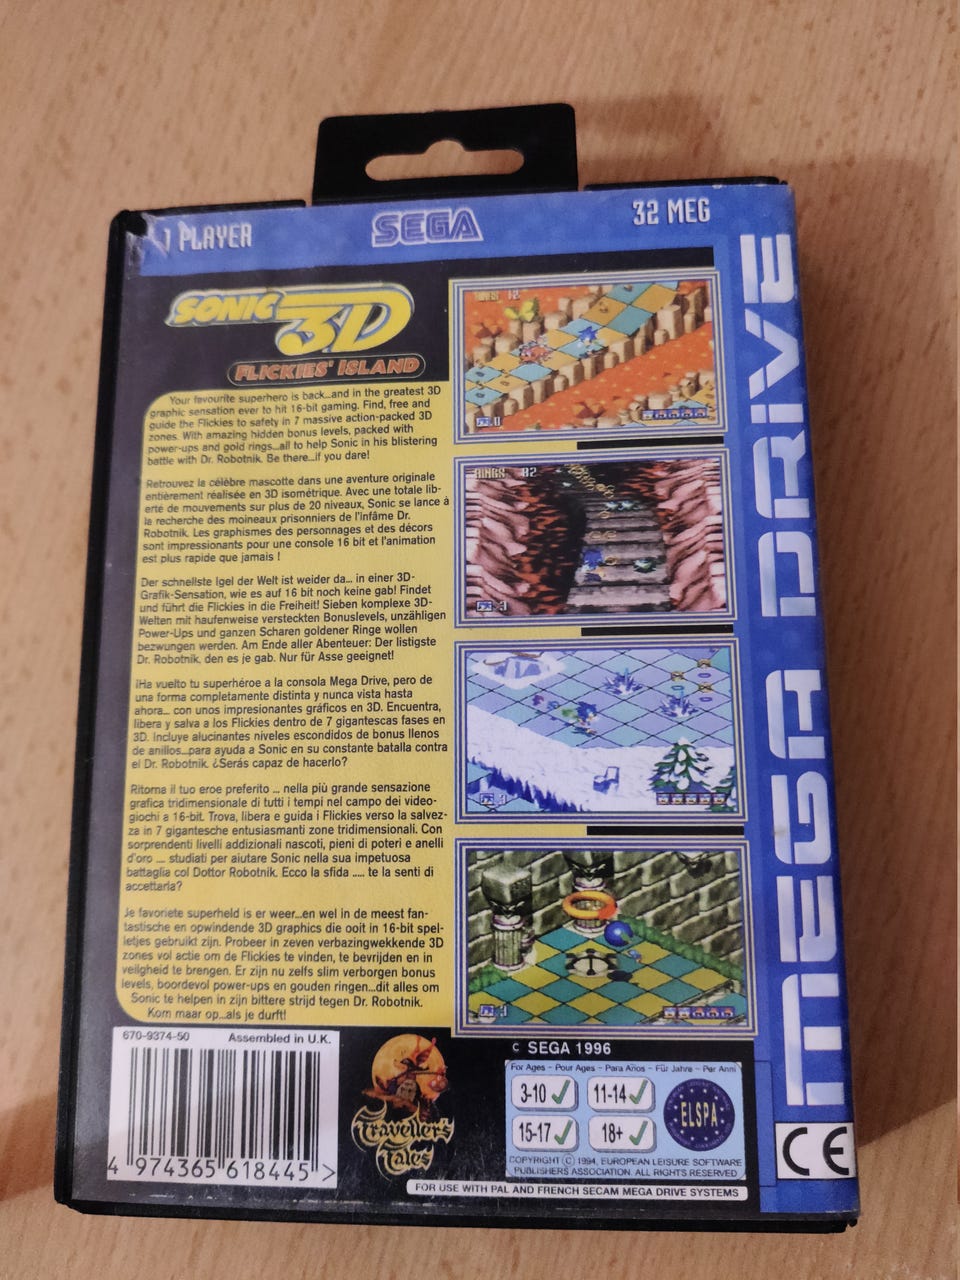 1 PLAYER
SEGA
32 MEG
SONIC
3D
FLICKIES' ISLAND
Your favourite superhero is back...and in the greatest 3D
graphic sensation ever to hit 16-bit gaming. Find, free and
guide the Flickies to safety in 7 massive action-packed 3D
zones. With amazing hidden bonus levels, packed with
power-ups and gold rings...all to help Sonic in his blistering
battle with Dr. Robotnik. Be there...if you dare!
Retrouvez la célèbre mascotte dans une aventure originale
entièrement réalisée en 3D isométrique. Avec une totale lib-
erté de mouvements sur plus de 20 niveaux, Sonic se lance à
la recherche des moineaux prisonniers de l'infâme Dr.
Robotnik. Les graphismes des personnages et des décors
sont impressionants pour une console 16 bit et l'animation
est plus rapide que jamais !
Der schnellste Igel der Welt ist weider da... in einer 3D-
Grafik-Sensation, wie es auf 16 bit noch keine gab! Findet
und führt die Flickies in die Freiheit! Sieben komplexe 3D-
Welten mit haufenweise versteckten Bonuslevels, unzähligen
Power-Ups und ganzen Scharen goldener Ringe wollen
bezwungen werden. Am Ende aller Abenteuer: Der listigste
Dr. Robotnik, den es je gab. Nur für Asse geeignet!
¡Ha vuelto tu superhéroe a la consola Mega Drive, pero de
una forma completamente distinta y nunca vista hasta
ahora... con unos impresionantes gráficos en 3D. Encuentra,
libera y salva a los Flickies dentro de 7 gigantescas fases en
3D. Incluye alucinantes niveles escondidos de bonus llenos
de anillos...para ayuda a Sonic en su constante batalla contra
el Dr. Robotnik. ¿Serás capaz de hacerlo?
Ritorna il tuo eroe preferito ... nella più grande sensazione
grafica tridimensionale di tutti i tempi nel campo dei video-
giochi a 16-bit. Trova, libera e guida i Flickies verso la salvez-
za in 7 gigantesche entusiasmanti zone tridimensionali. Con
sorprendenti livelli addizionali nascoti, pieni di poteri e anelli
d'oro .... studiati per aiutare Sonic nella sua impetuosa
battaglia col Dottor Robotnik. Ecco la sfida ..... te la senti di
accettarla?
Je favoriete superheld is er weer...en wel in de meest fan-
tastische en opwindende 3D graphics die ooit in 16-bit spel-
letjes gebruikt zijn. Probeer in zeven verbazingwekkende 3D
zones vol actie om de Flickies te vinden, te bevrijden en in
veilgheid te brengen. Er zijn nu zelfs slim verborgen bonus
levels, boordevol power-ups en gouden ringen...dit alles om
Sonic te helpen in zijn bittere strijd tegen Dr. Robotnik.
Kom maar op...als je durft!
RINGS 12
RINGS 82
MEGA DRIVE
670-9374-50
Assembled in U.K.
4 974365 618445 >
Traveller's
Tales
© SEGA 1996
For Ages - Pour Ages - Para Años - Für Jahre - Per Anni
3-10
11-14
15-17
18+
ELSPA
COPYRIGHT © 1994, EUROPEAN LEISURE SOFTWARE
PUBLISHERS ASSOCIATION. ALL RIGHTS RESERVED
FOR USE WITH PAL AND FRENCH SECAM MEGA DRIVE SYSTEMS
CE